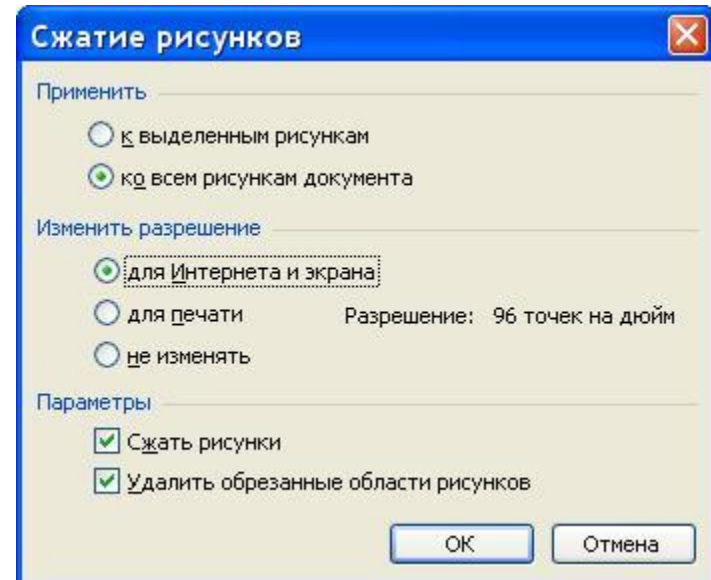 Сжатие рисунков
Применить
к выделенным рисункам
ко всем рисункам документа
Изменить разрешение
для Интернета и экрана
для печати Разрешение: 96 точек на дюйм
не изменять
Параметры
Сжать рисунки
Удалить обрезанные области рисунков
ОК Отмена